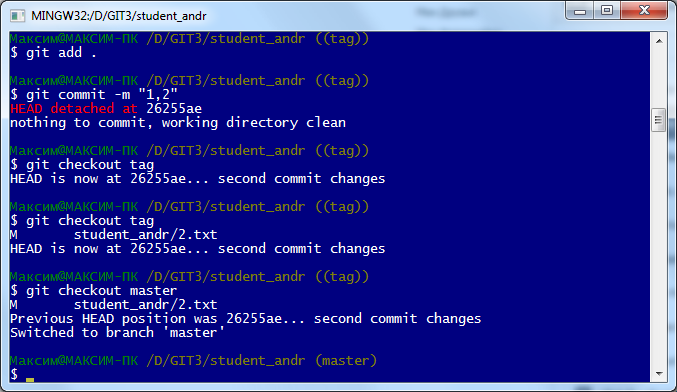 MINGW32:/D/GIT3/student_andr
Максим@МАКСИМ-ПК /D/GIT3/student_andr ((tag))
$ git add .
Максим@МАКСИМ-ПК /D/GIT3/student_andr ((tag))
$ git commit -m "1,2"
HEAD detached at 26255ae
nothing to commit, working directory clean
Максим@МАКСИМ-ПК /D/GIT3/student_andr ((tag))
$ git checkout tag
HEAD is now at 26255ae... second commit changes
Максим@МАКСИМ-ПК /D/GIT3/student_andr ((tag))
$ git checkout tag
M       student_andr/2.txt
HEAD is now at 26255ae... second commit changes
Максим@МАКСИМ-ПК /D/GIT3/student_andr ((tag))
$ git checkout master
M       student_andr/2.txt
Previous HEAD position was 26255ae... second commit changes
Switched to branch 'master'
Максим@МАКСИМ-ПК /D/GIT3/student_andr (master)
$